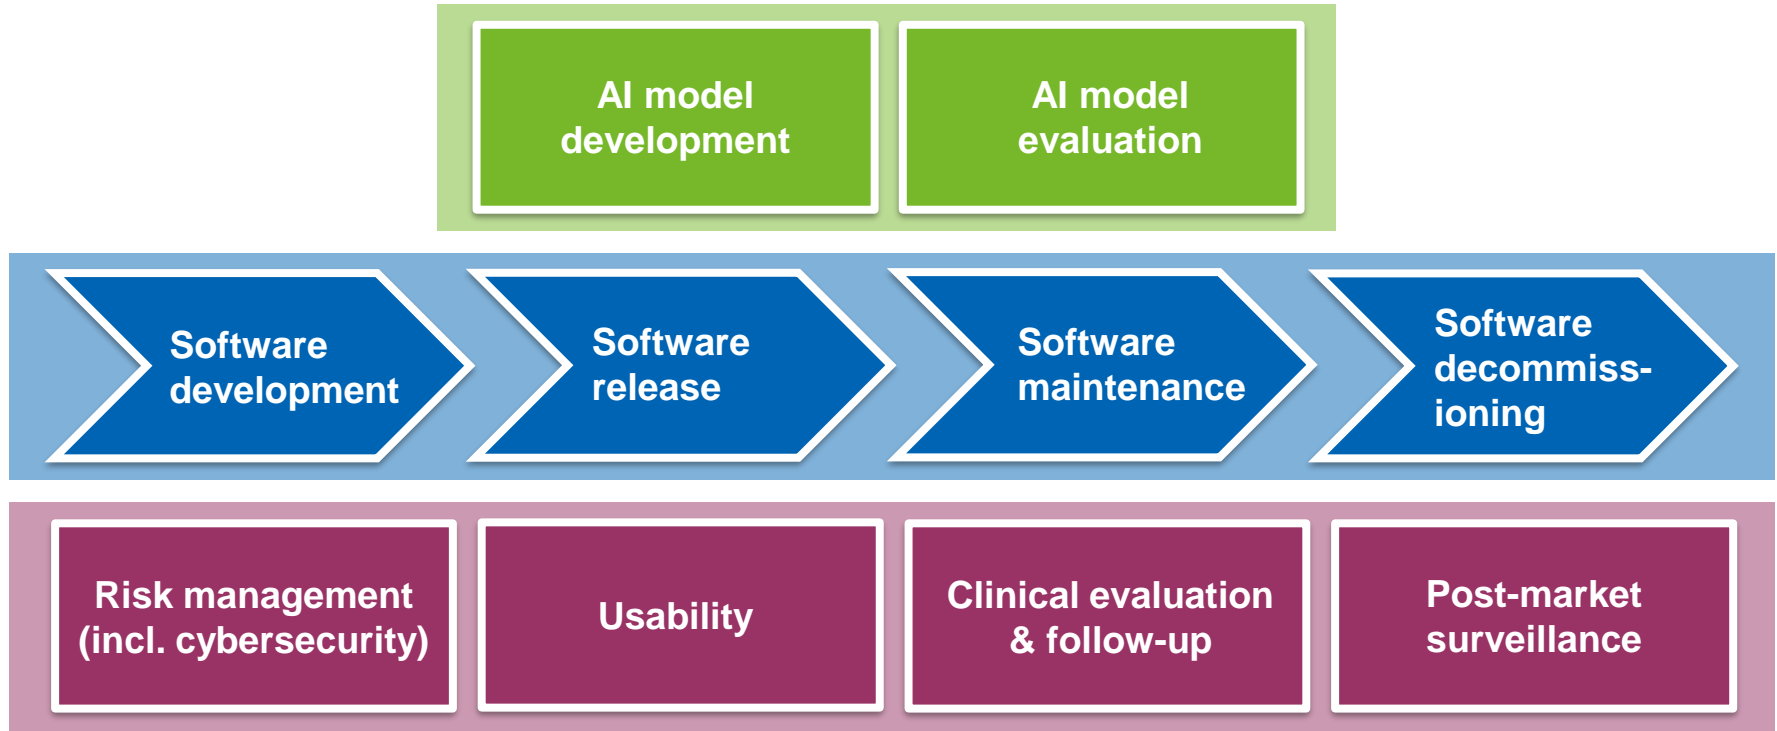 AI model
development
AI model
evaluation
Software
development
Software
release
Software
maintenance
Software
decommiss-
ioning
Risk management
(incl. cybersecurity)
Usability
Clinical evaluation
& follow-up
Post-market
surveillance